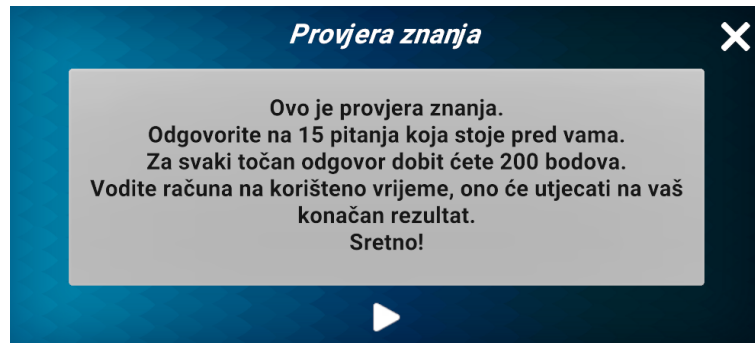 Provjera znanja
Ovo je provjera znanja.
Odgovorite na 15 pitanja koja stoje pred vama.
Za svaki točan odgovor dobit ćete 200 bodova.
Vodite računa na korišteno vrijeme, ono će utjecati na vaš
konačan rezultat.
Sretno!